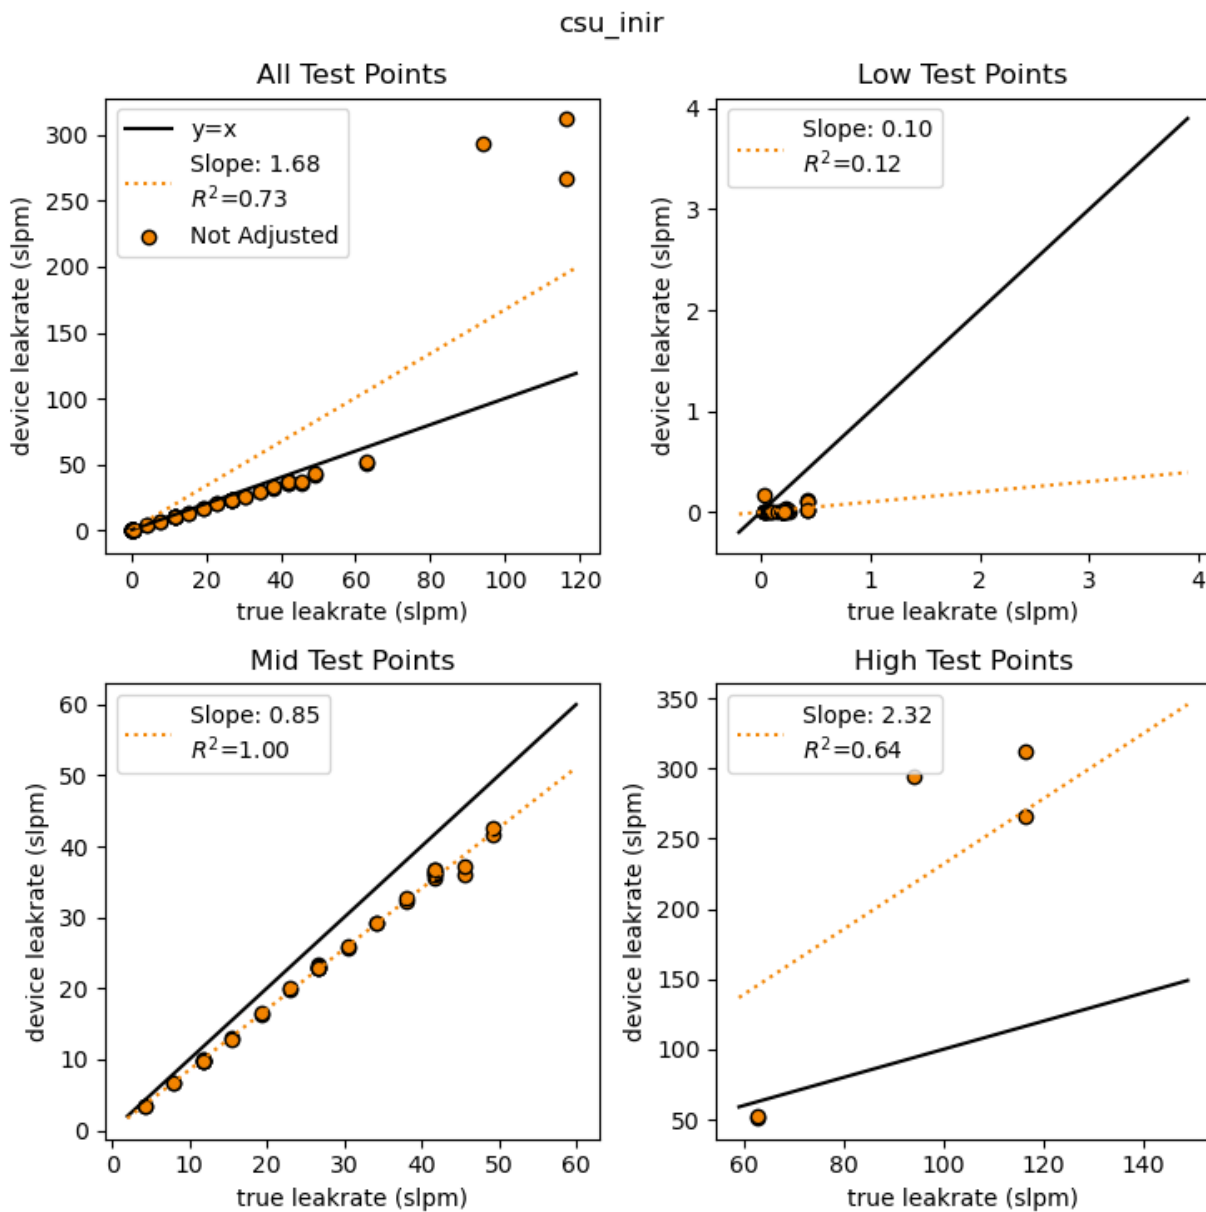 csu_inir
All Test Points
y=x
Slope: 1.68
R²=0.73
Not Adjusted
300
250
200
150
100
50
0
device leakrate (slpm)
0 20 40 60 80 100 120
true leakrate (slpm)
Low Test Points
Slope: 0.10
R²=0.12
4
3
2
1
0
device leakrate (slpm)
0 1 2 3 4
true leakrate (slpm)
Mid Test Points
Slope: 0.85
R²=1.00
60
50
40
30
20
10
0
device leakrate (slpm)
0 10 20 30 40 50 60
true leakrate (slpm)
High Test Points
Slope: 2.32
R²=0.64
350
300
250
200
150
100
50
device leakrate (slpm)
60 80 100 120 140
true leakrate (slpm)